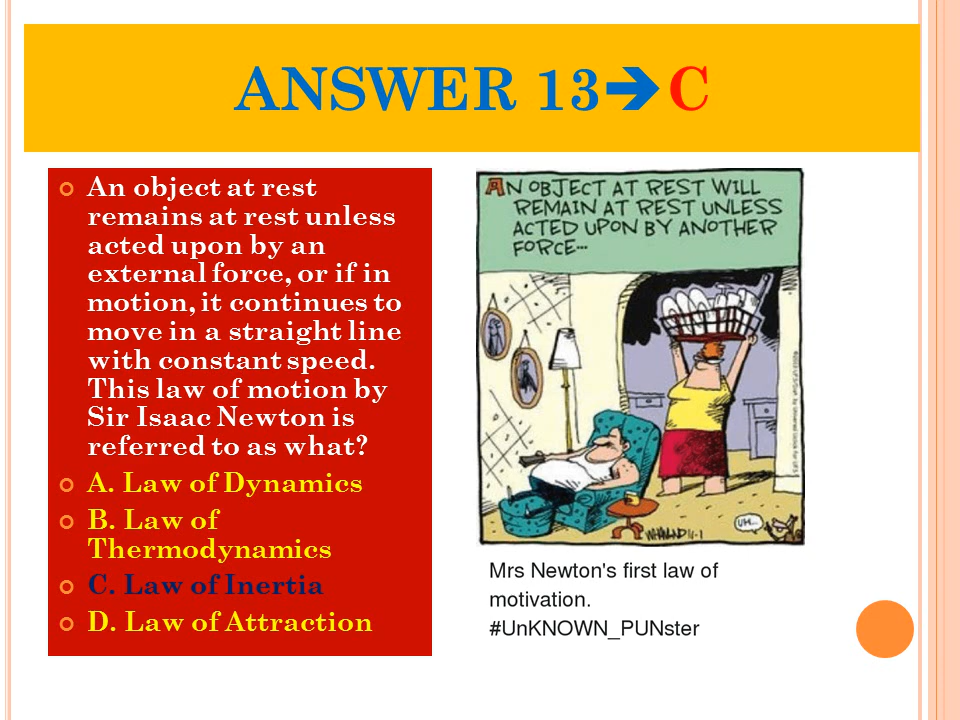 ANSWER 13➔C
An object at rest
remains at rest unless
acted upon by an
external force, or if in
motion, it continues to
move in a straight line
with constant speed.
This law of motion by
Sir Isaac Newton is
referred to as what?
A. Law of Dynamics
B. Law of
Thermodynamics
C. Law of Inertia
D. Law of Attraction
AN OBJECT AT REST WILL
REMAIN AT REST UNLESS
ACTED UPON BY ANOTHER
FORCE...
UH...
Mrs Newton's first law of
motivation.
#UnKNOWN_PUNster